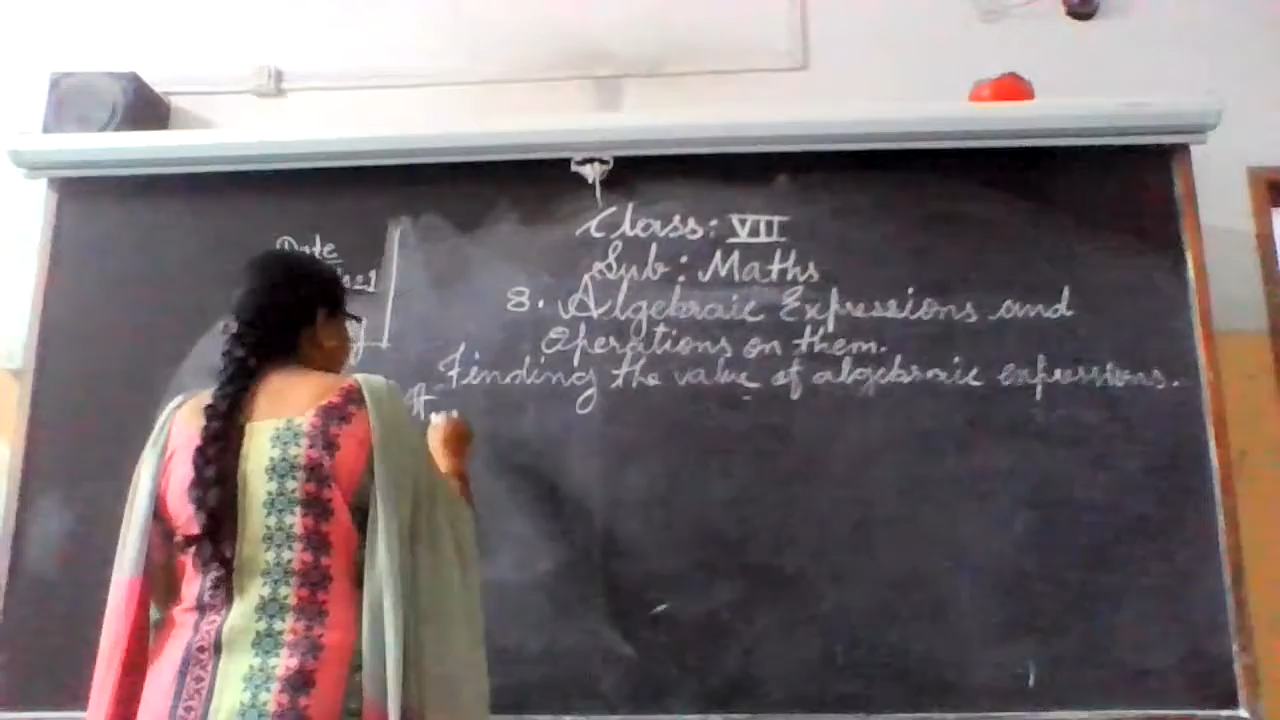 Date
Class: VII
Sub: Maths
8. Algebraic Expressions and
Operations on them.
Finding the value of algebraic expressions.